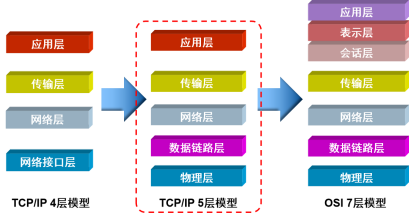 应用层
传输层
网络层
网络接口层
TCP/IP 4层模型
应用层
传输层
网络层
数据链路层
物理层
TCP/IP 5层模型
应用层
表示层
会话层
传输层
网络层
数据链路层
物理层
OSI 7层模型